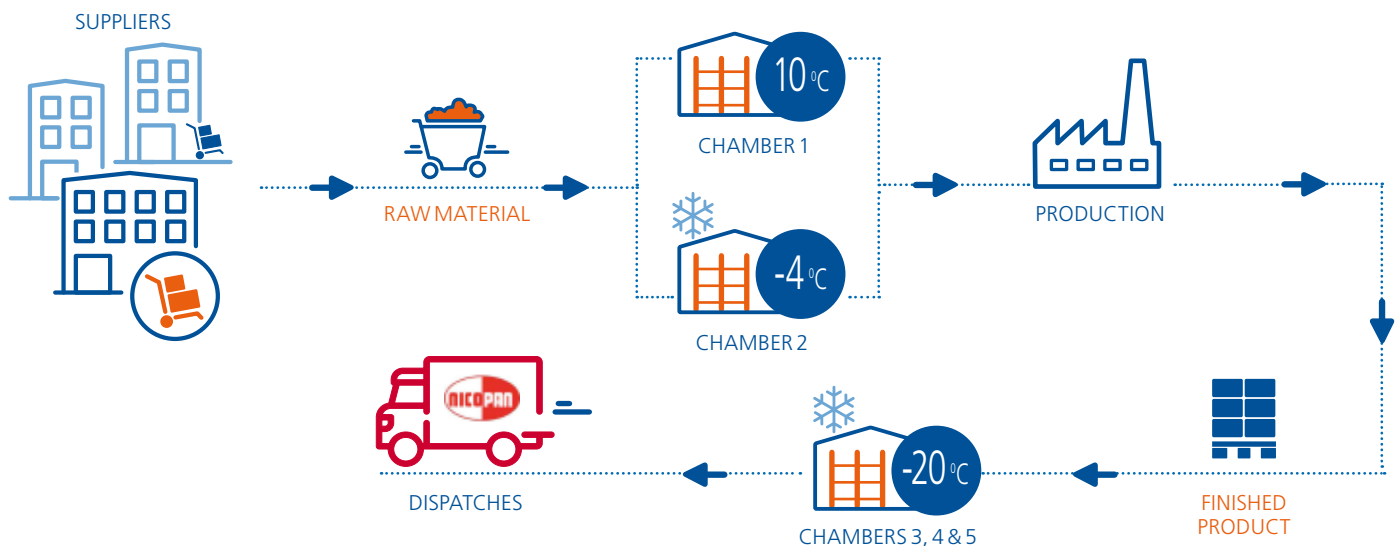 SUPPLIERS
10 °C
CHAMBER 1
RAW MATERIAL
-4 °C
CHAMBER 2
PRODUCTION
NICOPAN
DISPATCHES
-20 °C
CHAMBERS 3, 4 & 5
FINISHED
PRODUCT